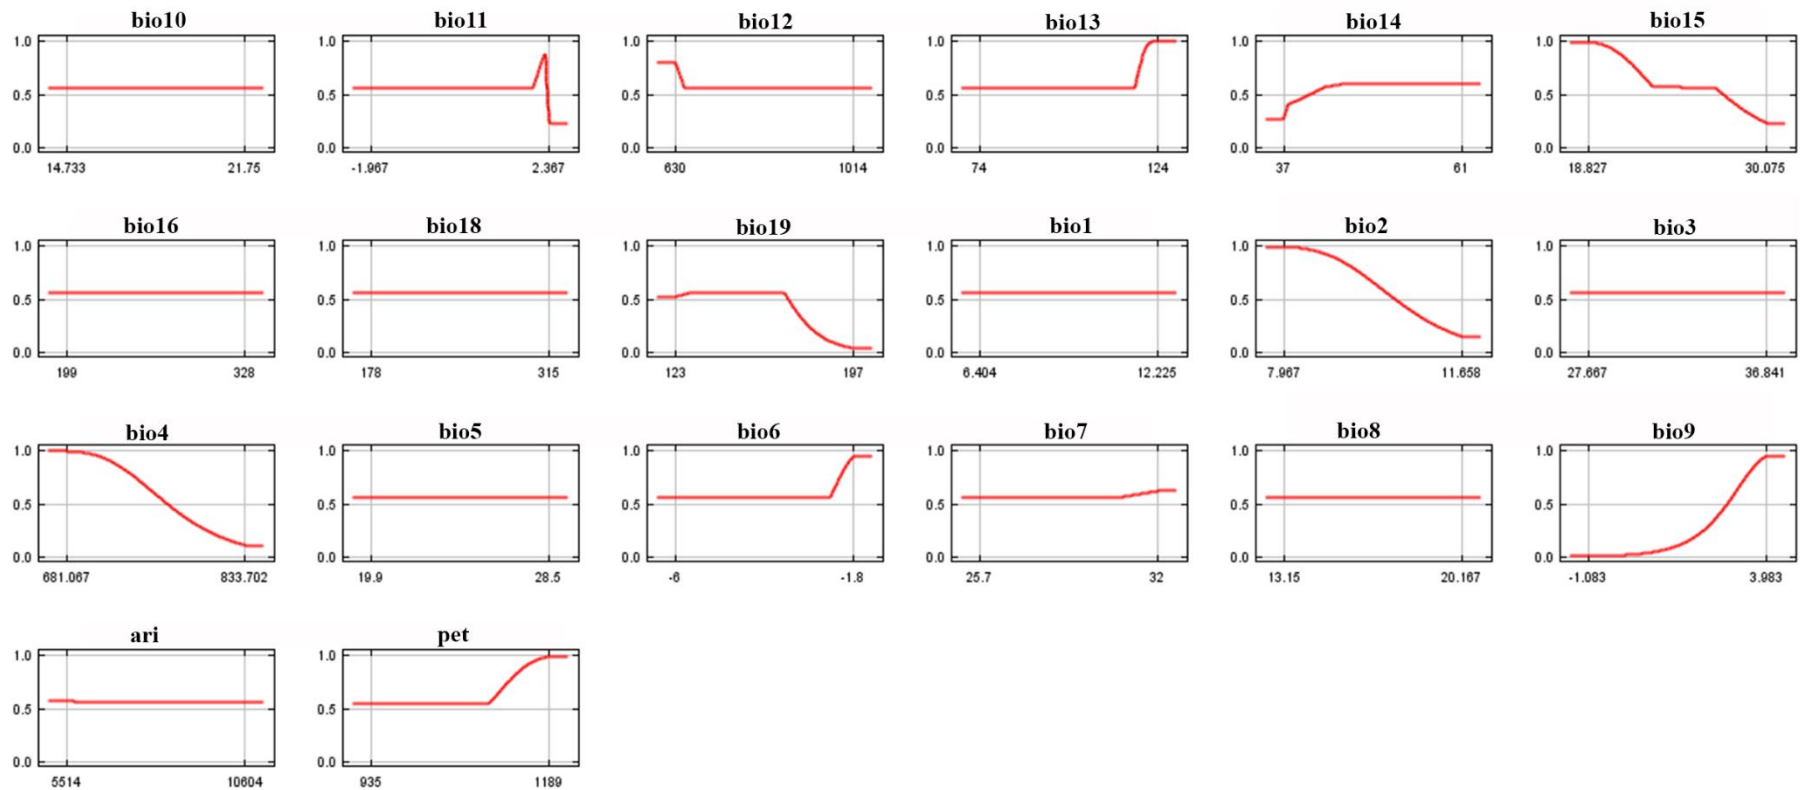 bio10 bio11 bio12 bio13 bio14 bio15
1.0 1.0 1.0 1.0 1.0 1.0
0.5 0.5 0.5 0.5 0.5 0.5
0.0 0.0 0.0 0.0 0.0 0.0
14.733 21.75 -1.967 2.367 630 1014 74 124 37 61 18.827 30.075
bio16 bio18 bio19 bio1 bio2 bio3
1.0 1.0 1.0 1.0 1.0 1.0
0.5 0.5 0.5 0.5 0.5 0.5
0.0 0.0 0.0 0.0 0.0 0.0
199 328 178 315 123 197 6.404 12.225 7.967 11.658 27.667 36.841
bio4 bio5 bio6 bio7 bio8 bio9
1.0 1.0 1.0 1.0 1.0 1.0
0.5 0.5 0.5 0.5 0.5 0.5
0.0 0.0 0.0 0.0 0.0 0.0
681.067 833.702 19.9 28.5 -6 -1.8 25.7 32 13.15 20.167 -1.083 3.983
ari pet
1.0 1.0
0.5 0.5
0.0 0.0
5514 10604 935 1189